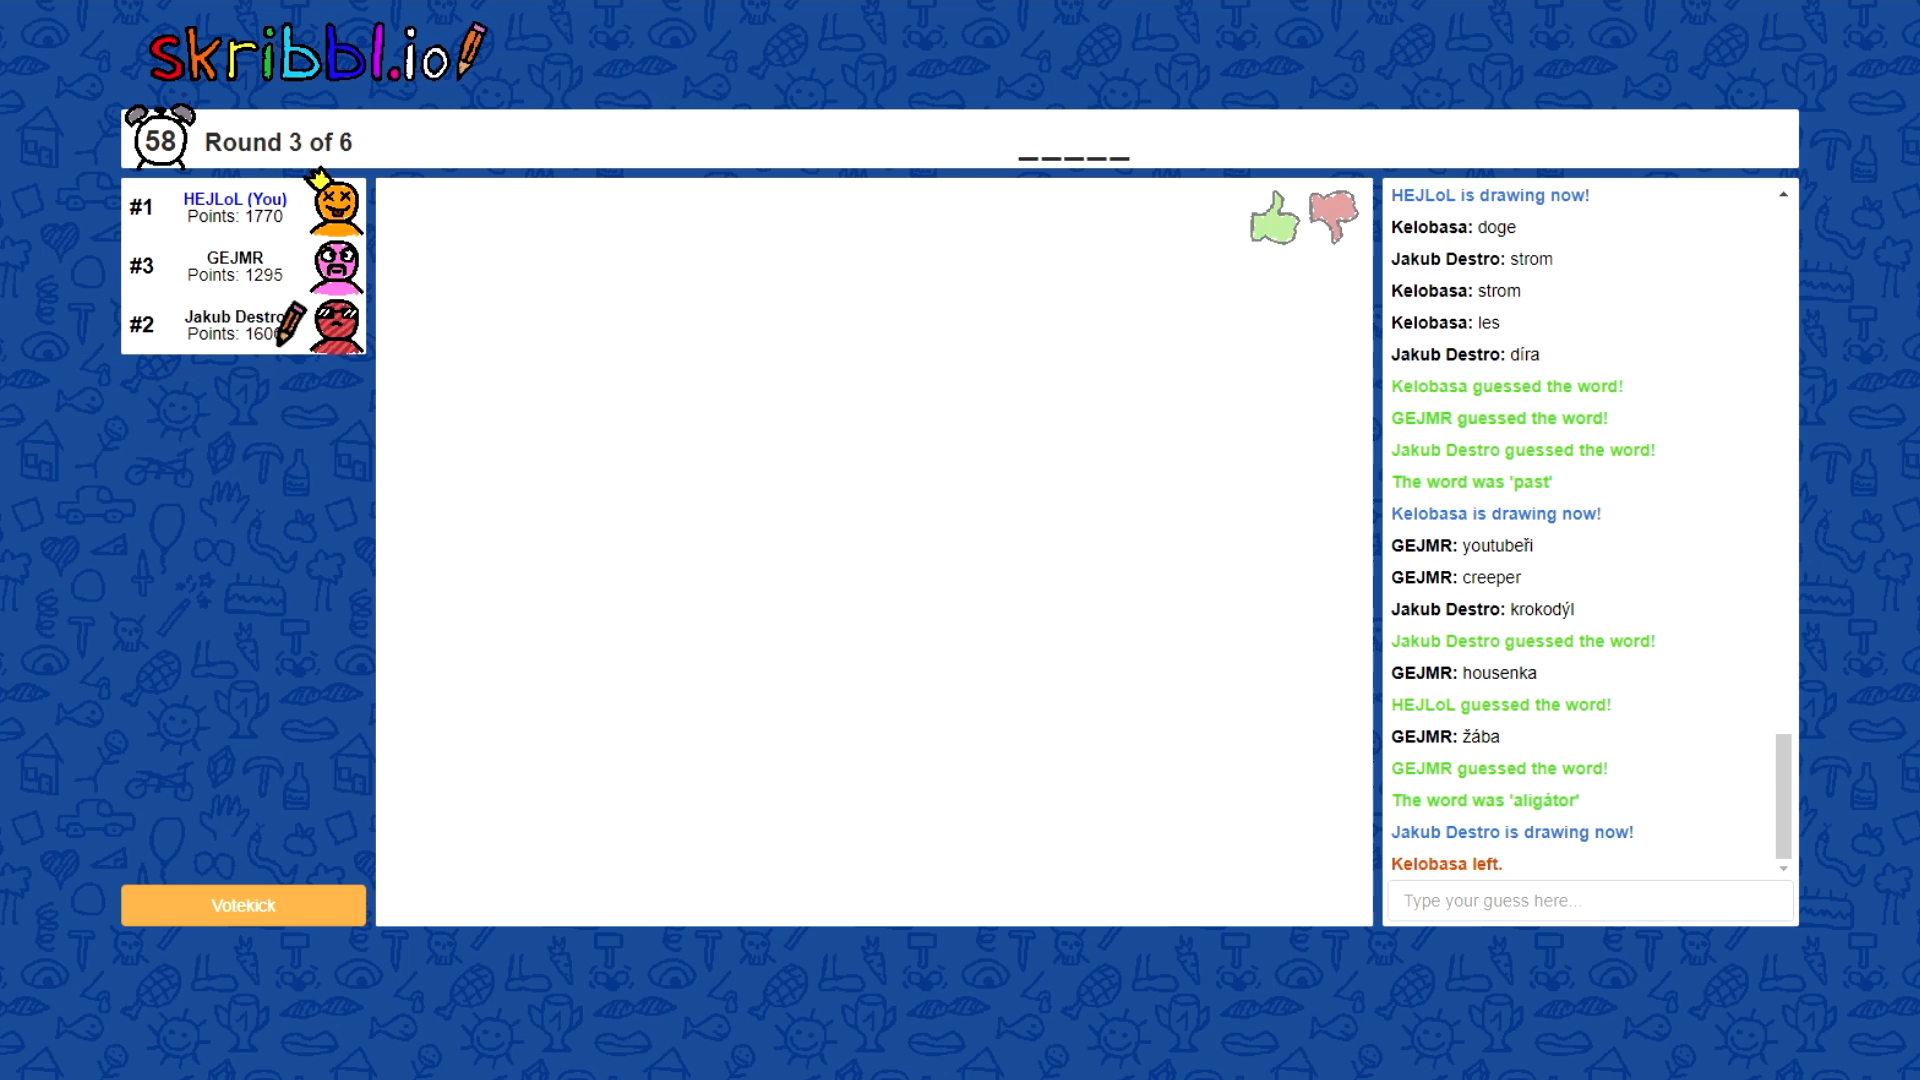 skribbl.io
58
Round 3 of 6
_____
#1
HEJLoL (You)
Points: 1770
#3
GEJMR
Points: 1295
#2
Jakub Destro
Points: 1606
Votekick
HEJLoL is drawing now!
Kelobasa: doge
Jakub Destro: strom
Kelobasa: strom
Kelobasa: les
Jakub Destro: díra
Kelobasa guessed the word!
GEJMR guessed the word!
Jakub Destro guessed the word!
The word was 'past'
Kelobasa is drawing now!
GEJMR: youtubeři
GEJMR: creeper
Jakub Destro: krokodýl
Jakub Destro guessed the word!
GEJMR: housenka
HEJLoL guessed the word!
GEJMR: žába
GEJMR guessed the word!
The word was 'aligátor'
Jakub Destro is drawing now!
Kelobasa left.
Type your guess here...